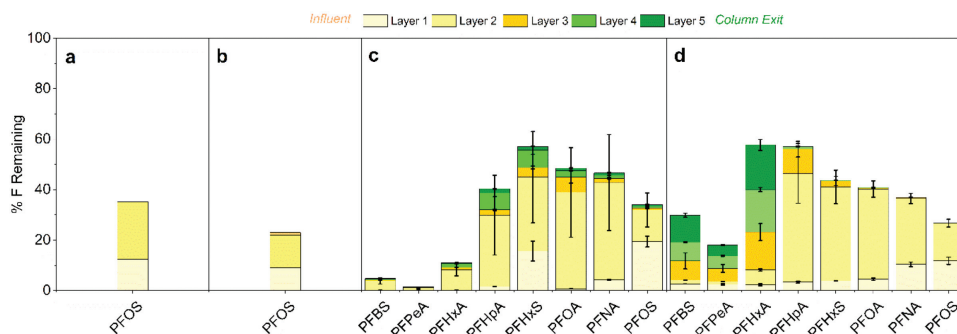 Influent Layer 1 Layer 2 Layer 3 Layer 4 Layer 5 Column Exit
100
80
60
40
20
0
% F Remaining
a b c d
PFOS PFOS PFBS PFPeA PFHxA PFHpA PFHxS PFOA PFNA PFOS PFBS PFPeA PFHxA PFHpA PFHxS PFOA PFNA PFOS